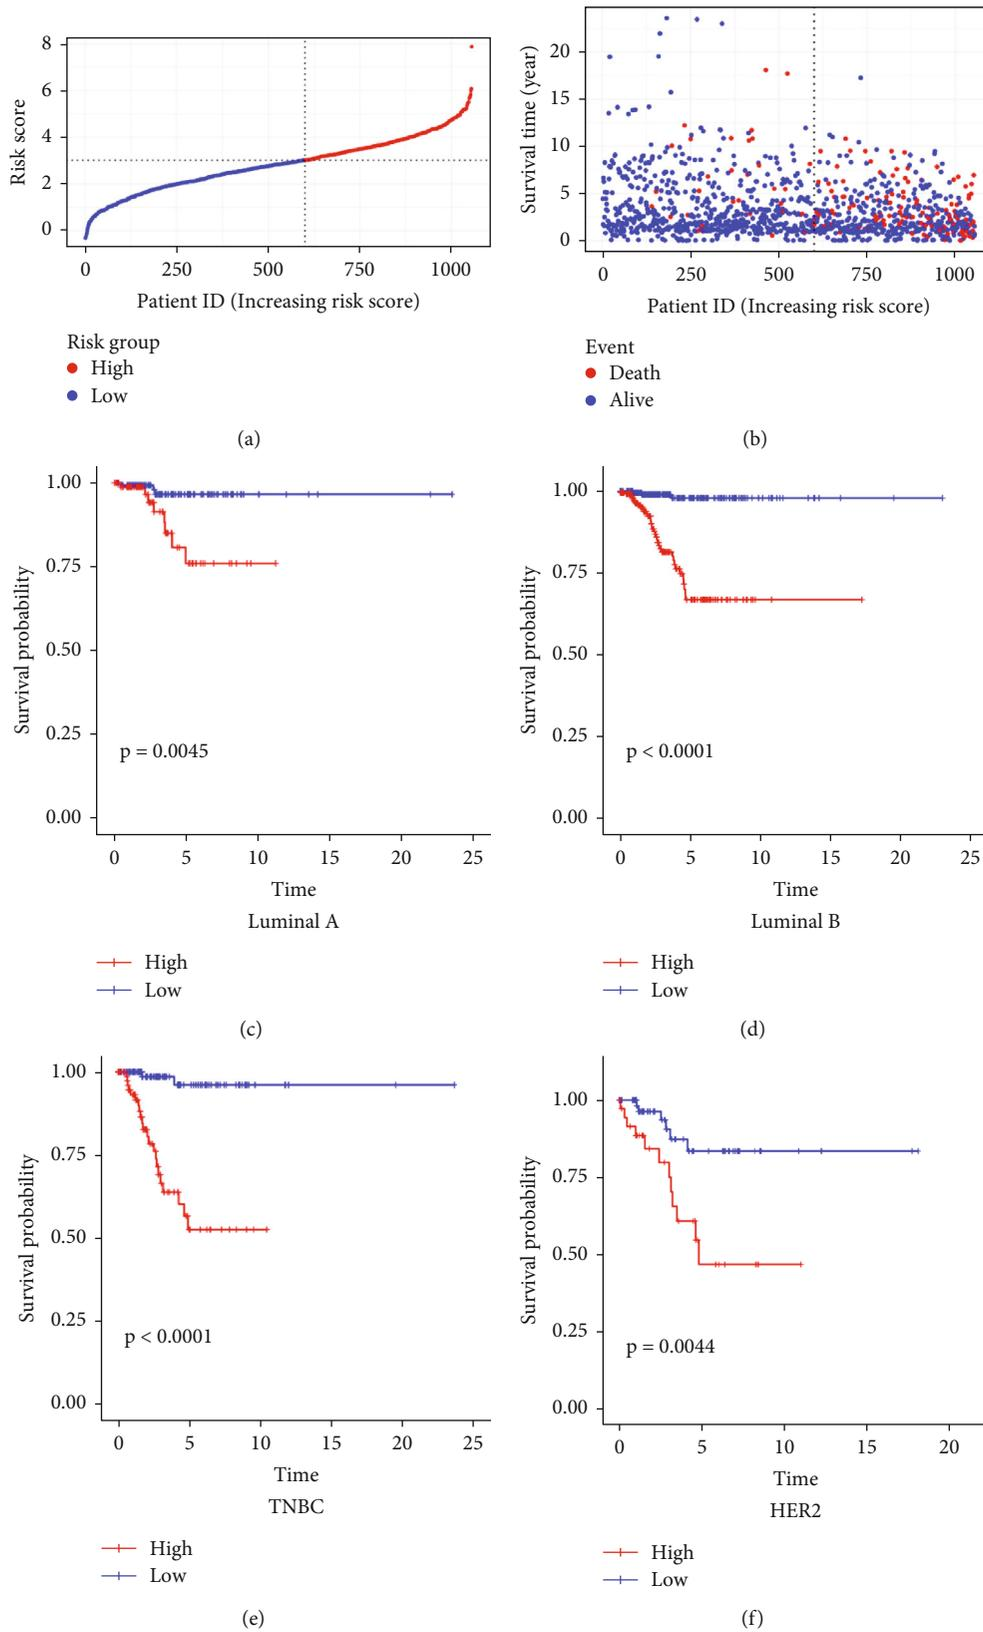 8
6
4
2
0
Risk score
0 250 500 750 1000
Patient ID (Increasing risk score)
Risk group
High
Low
(a)
20
15
10
5
0
Survival time (year)
0 250 500 750 1000
Patient ID (Increasing risk score)
Event
Death
Alive
(b)
1.00
0.75
0.50
0.25
0.00
Survival probability
p = 0.0045
0 5 10 15 20 25
Time
Luminal A
High
Low
(c)
1.00
0.75
0.50
0.25
0.00
Survival probability
p < 0.0001
0 5 10 15 20 25
Time
Luminal B
High
Low
(d)
1.00
0.75
0.50
0.25
0.00
Survival probability
p < 0.0001
0 5 10 15 20 25
Time
TNBC
High
Low
(e)
1.00
0.75
0.50
0.25
0.00
Survival probability
p = 0.0044
0 5 10 15 20
Time
HER2
High
Low
(f)